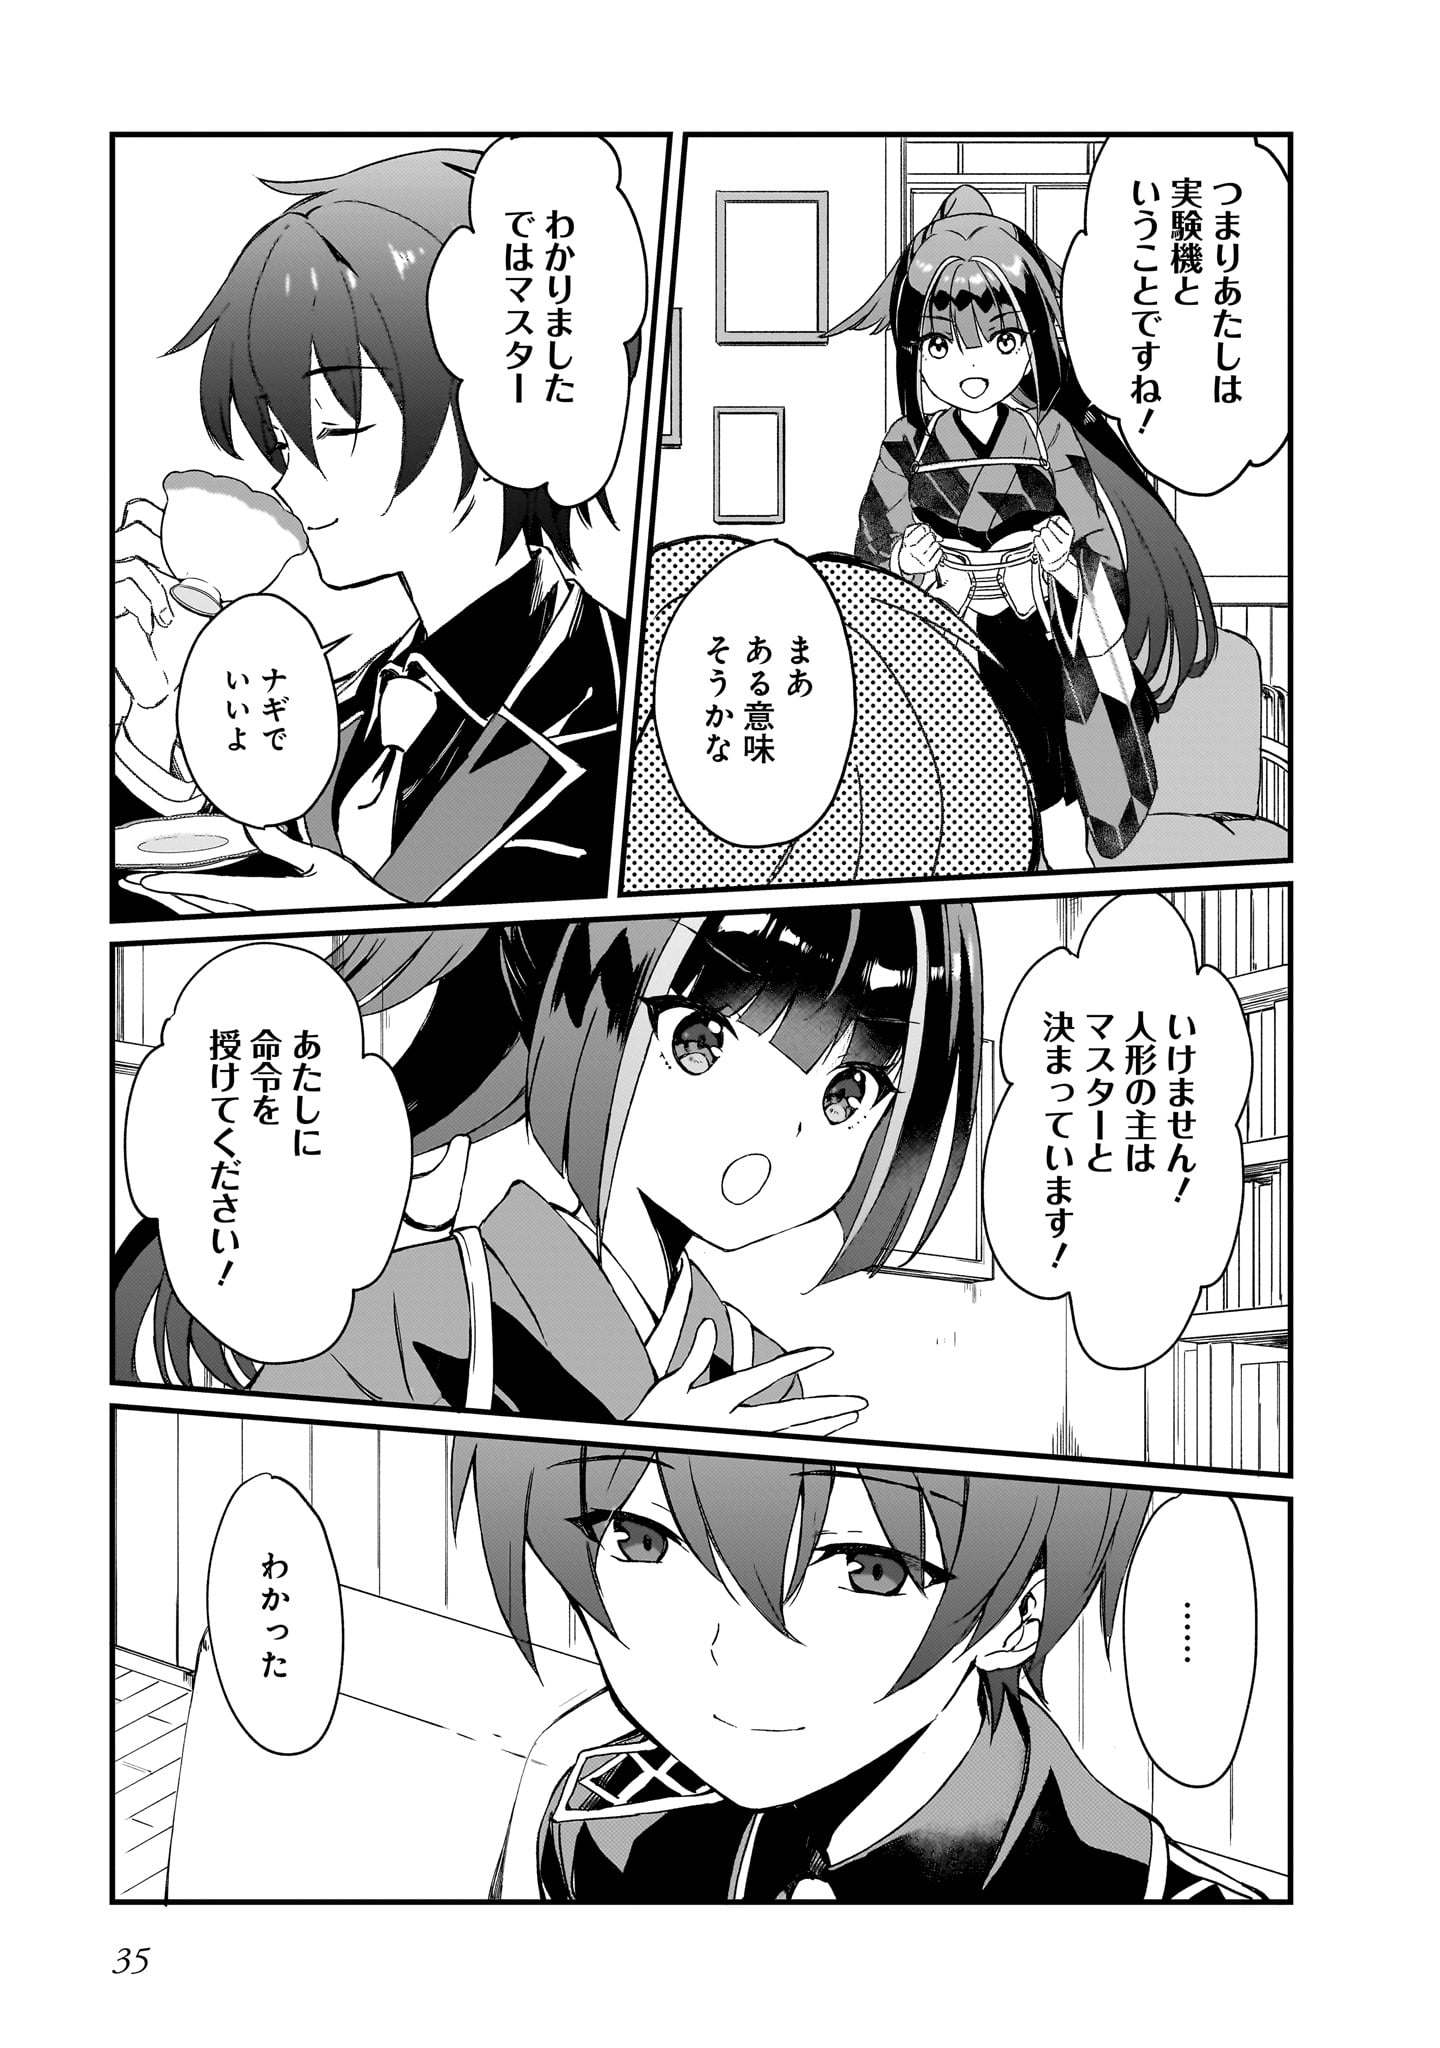 つまりあたしは
実験機と
いうことですね！
まあ
ある意味
そうかな
わかりました
ではマスター
ナギで
いいよ
いけません！
人形の主は
マスターと
決まっています！
あたしに
命令を
授けてください！
……
わかった
35